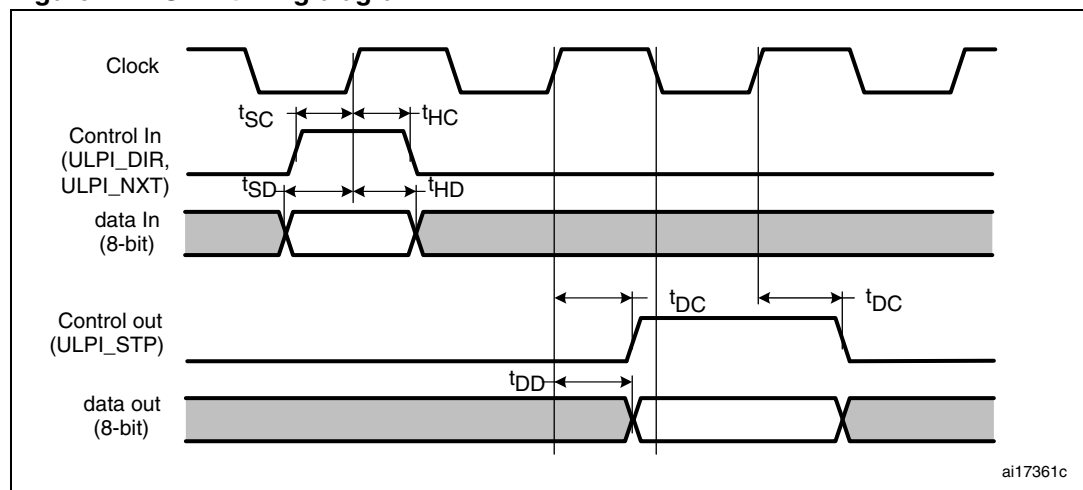 Clock
tSC
tHC
Control In
(ULPI_DIR,
ULPI_NXT)
tSD
tHD
data In
(8-bit)
tDC
tDC
Control out
(ULPI_STP)
tDD
data out
(8-bit)
ai17361c